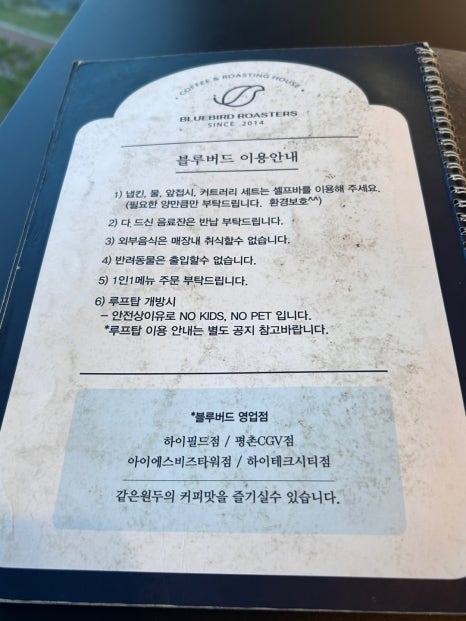 COFFEE & ROASTING HOUSE
BLUEBIRD ROASTERS
SINCE 2014
블루버드 이용안내
1) 냅킨, 물, 앞접시, 커트러리 세트는 셀프바를 이용해 주세요.
(필요한 양만큼만 부탁드립니다. 환경보호^^)
2) 다 드신 음료잔은 반납 부탁드립니다.
3) 외부음식은 매장내 취식할수 없습니다.
4) 반려동물은 출입할수 없습니다.
5) 1인1메뉴 주문 부탁드립니다.
6) 루프탑 개방시
- 안전상이유로 NO KIDS, NO PET 입니다.
*루프탑 이용 안내는 별도 공지 참고바랍니다.
*블루버드 영업점
하이필드점 / 평촌CGV점
아이에스비즈타워점 / 하이테크시티점
같은원두의 커피맛을 즐기실수 있습니다.